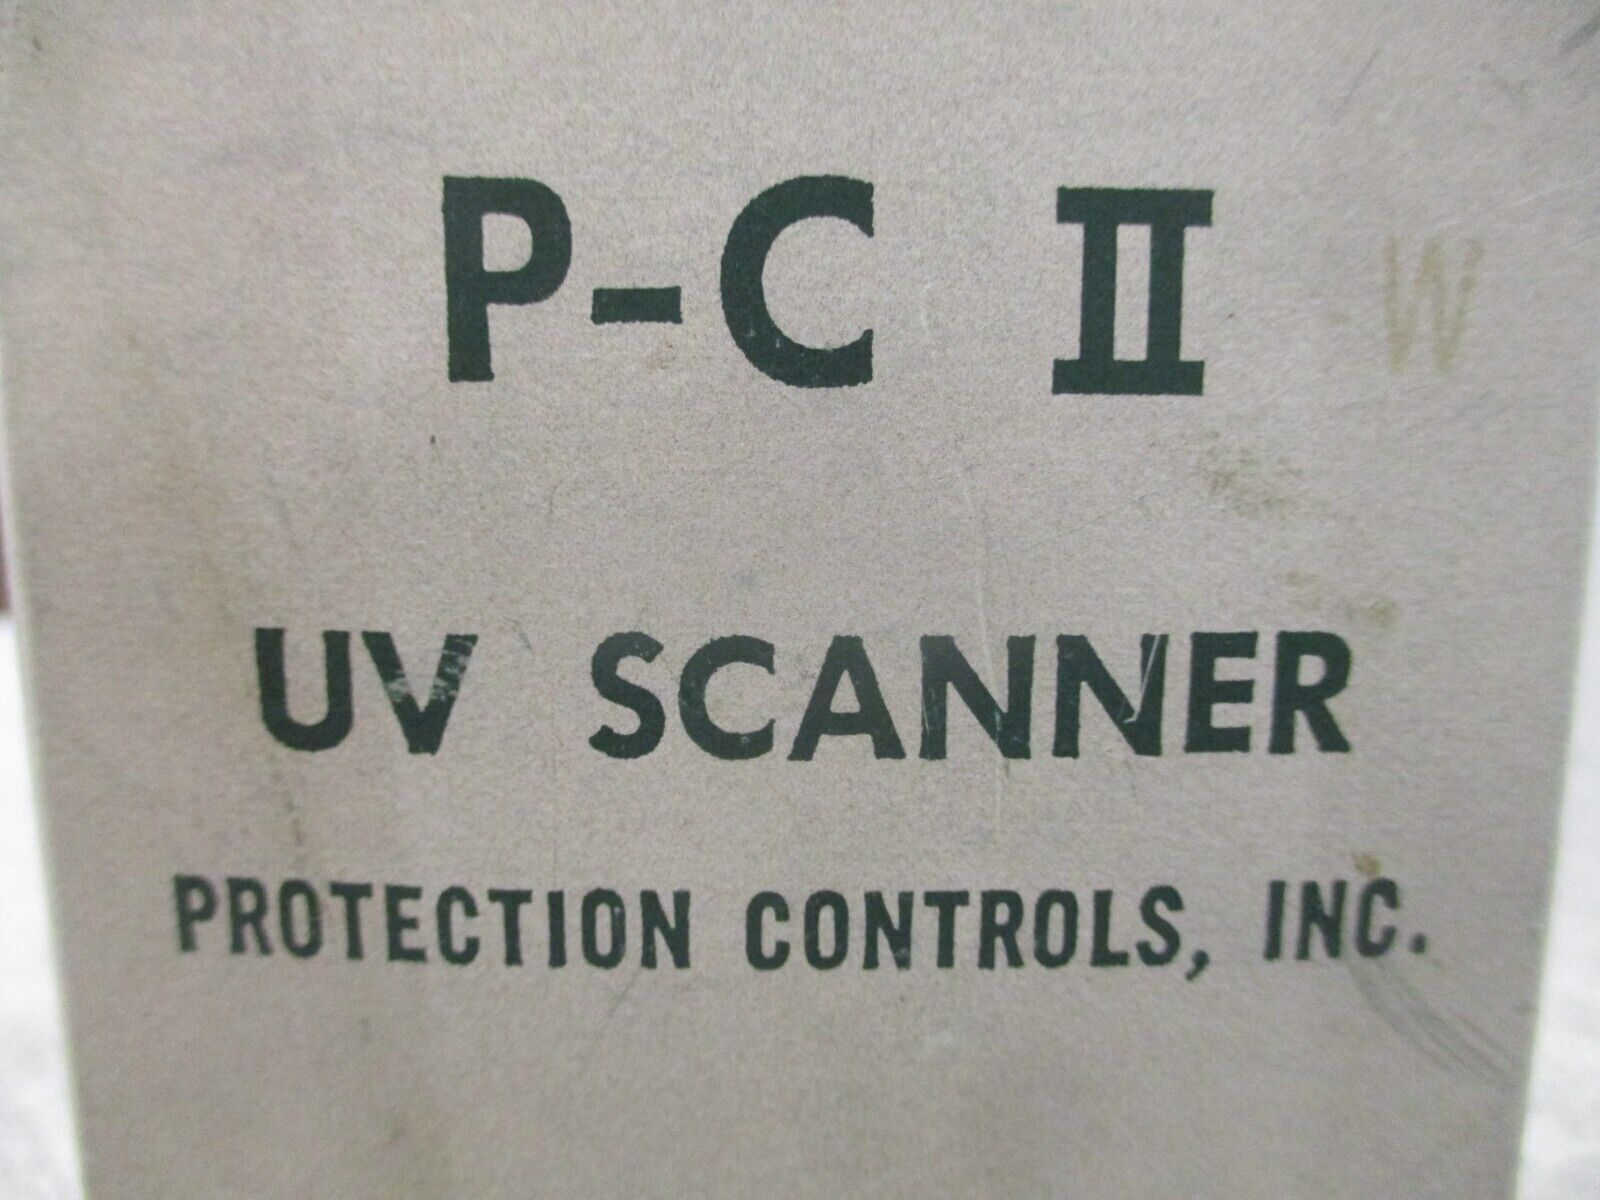 P-C II W
UV SCANNER
PROTECTION CONTROLS, INC.